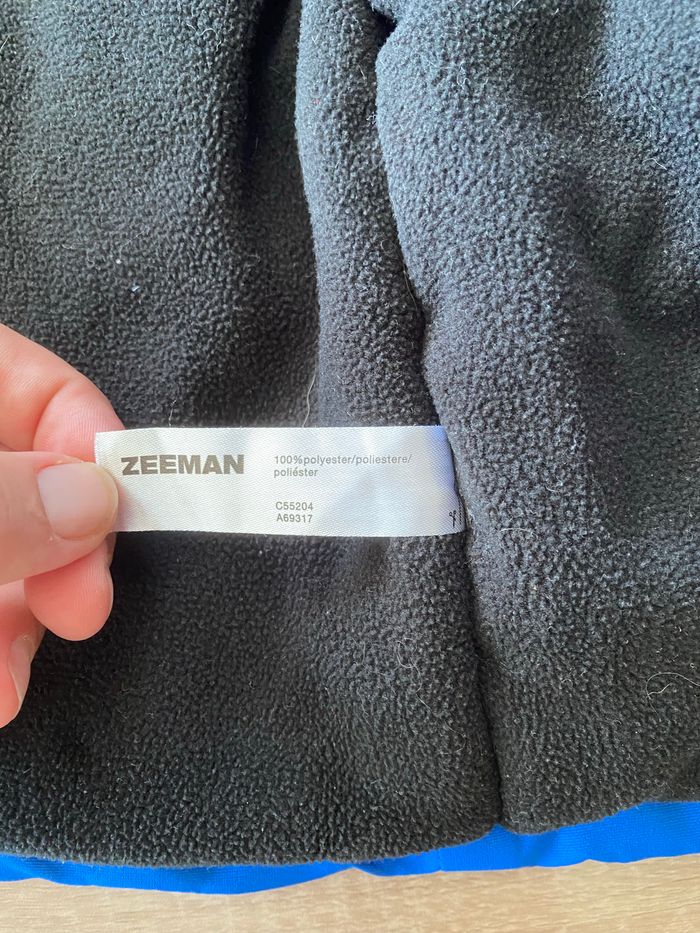 ZEEMAN
100%polyester/poliestere/
poliéster
C55204
A69317